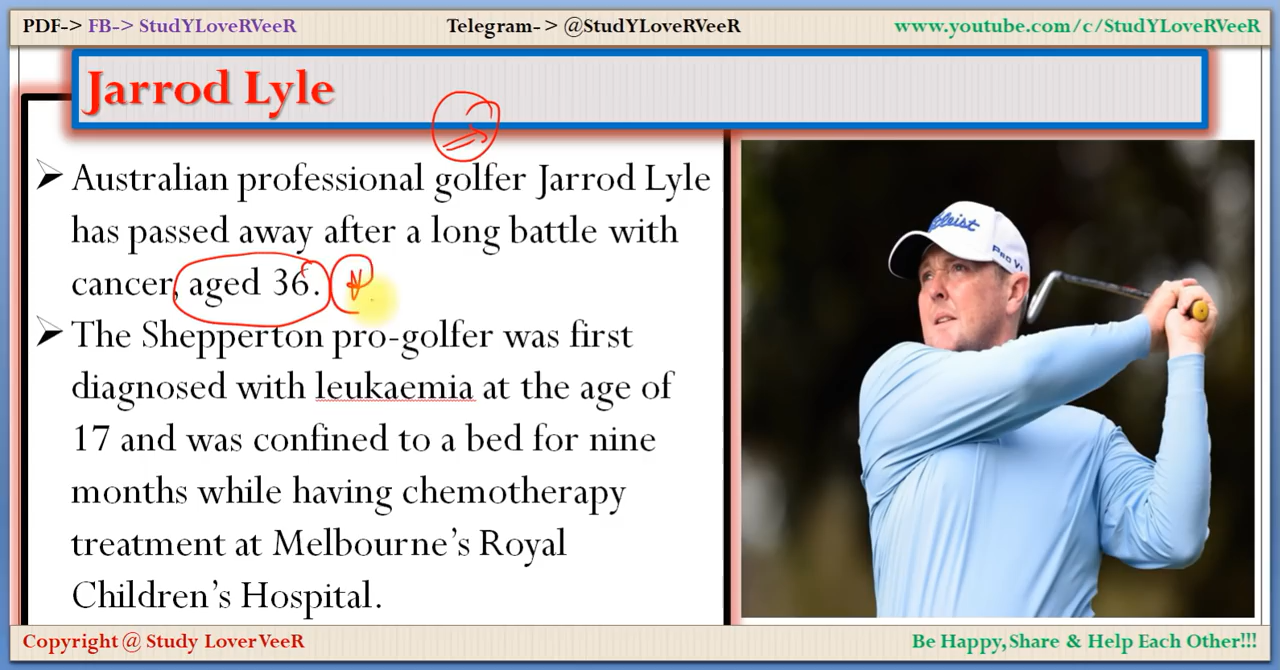 PDF-> FB-> StudYLoveRVeeR
Telegram-> @StudYLoveRVeeR
www.youtube.com/c/StudYLoveRVeeR
Jarrod Lyle
➢ Australian professional golfer Jarrod Lyle
has passed away after a long battle with
cancer, aged 36.
➢ The Shepperton pro-golfer was first
diagnosed with leukaemia at the age of
17 and was confined to a bed for nine
months while having chemotherapy
treatment at Melbourne’s Royal
Children’s Hospital.
Titleist
Pro V1
Copyright @ Study LoverVeeR
Be Happy,Share & Help Each Other!!!